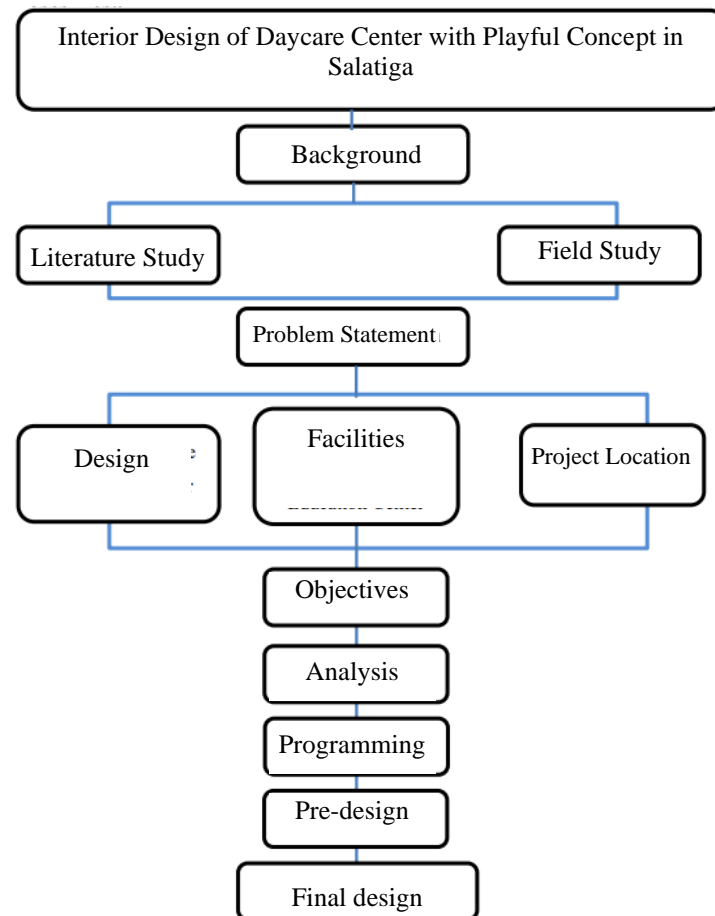 Interior Design of Daycare Center with Playful Concept in
Salatiga
Background
Literature Study
Field Study
Problem Statement
Design
Facilities
Project Location
Objectives
Analysis
Programming
Pre-design
Final design